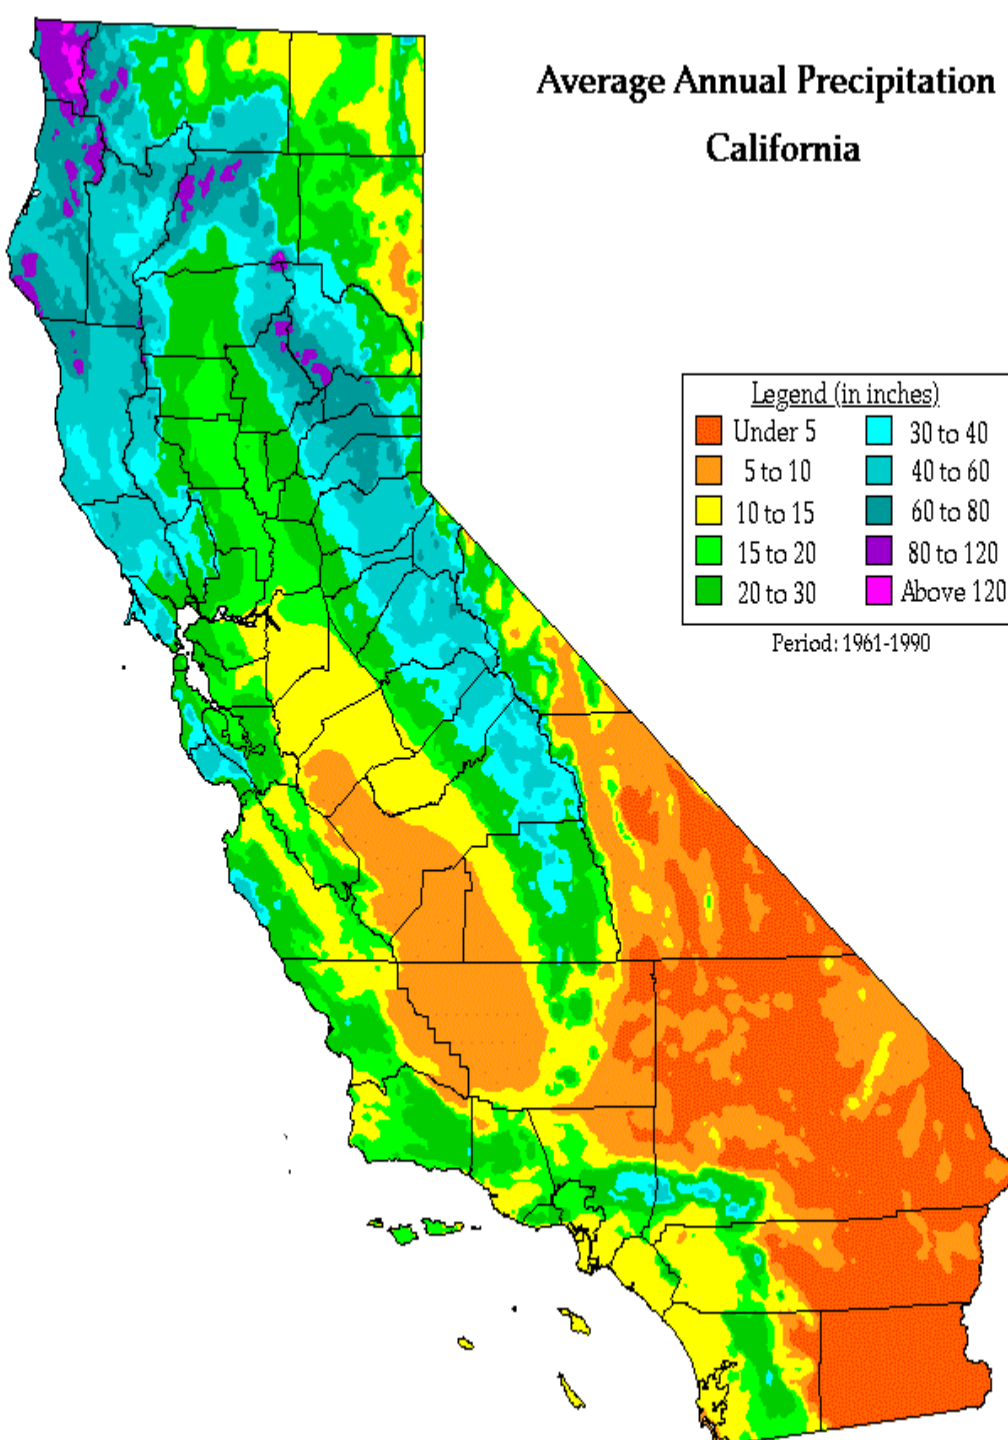 Average Annual Precipitation
California
Legend (in inches)
Under 5
5 to 10
10 to 15
15 to 20
20 to 30
30 to 40
40 to 60
60 to 80
80 to 120
Above 120
Period: 1961-1990